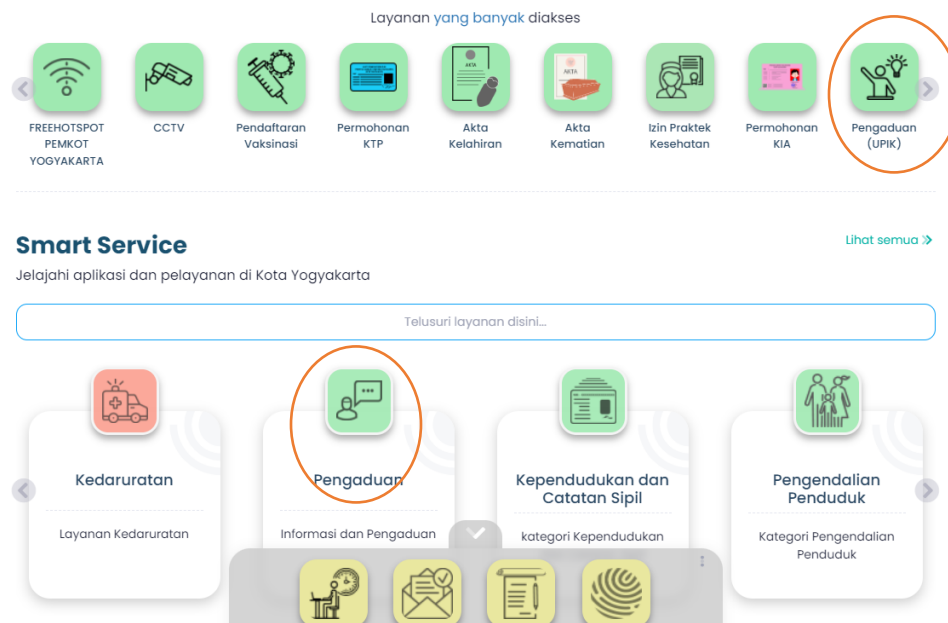 Layanan yang banyak diakses
FREEHOTSPOT
PEMKOT
YOGYAKARTA
CCTV
Pendaftaran
Vaksinasi
Permohonan
KTP
AKTA
Akta
Kelahiran
AKTA
Akta
Kematian
Izin Praktek
Kesehatan
Permohonan
KIA
Pengaduan
(UPIK)
Smart Service
Lihat semua
Jelajahi aplikasi dan pelayanan di Kota Yogyakarta
Telusuri layanan disini...
Kedaruratan
Layanan Kedaruratan
Pengaduan
Informasi dan Pengaduan
Kependudukan dan
Catatan Sipil
kategori Kependudukan
Pengendalian
Penduduk
Kategori Pengendalian
Penduduk